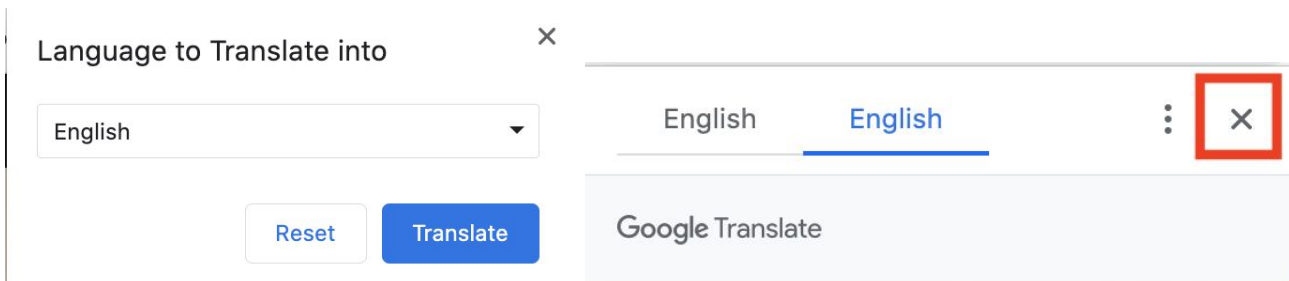 Language to Translate into
English
Reset Translate
English English
Google Translate